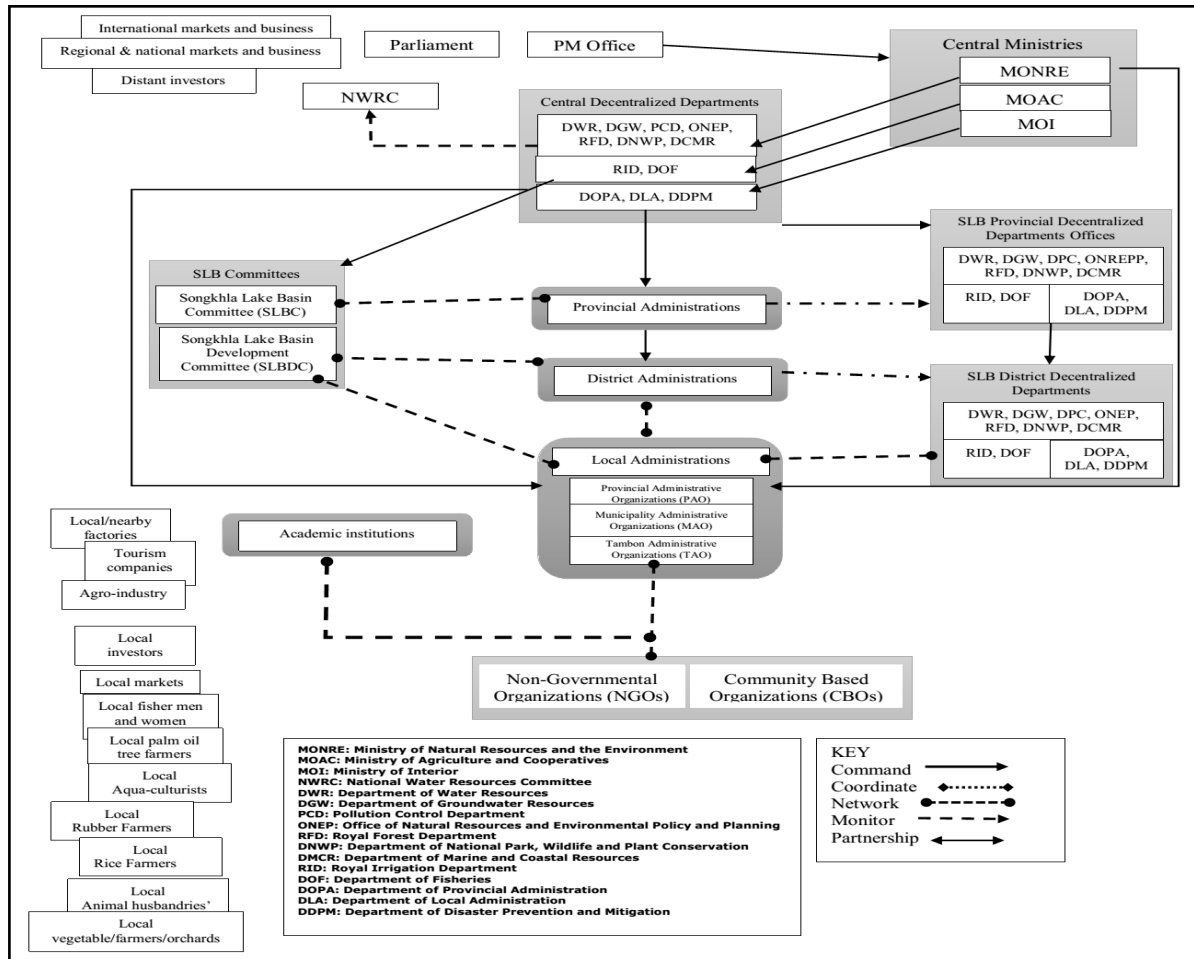 International markets and business
Regional & national markets and business
Distant investors
Parliament
PM Office
NWRC
Central Ministries
MONRE
MOAC
MOI
Central Decentralized Departments
DWR, DGW, PCD, ONEP,
RFD, DNWP, DCMR
RID, DOF
DOPA, DLA, DDPM
SLB Provincial Decentralized
Departments Offices
DWR, DGW, DPC, ONREPP,
RFD, DNWP, DCMR
RID, DOF
DOPA,
DLA, DDPM
SLB Committees
Songkhla Lake Basin
Committee (SLBC)
Songkhla Lake Basin
Development
Committee (SLBDC)
Provincial Administrations
District Administrations
SLB District Decentralized
Departments
DWR, DGW, DPC, ONEP,
RFD, DNWP, DCMR
RID, DOF
DOPA,
DLA, DDPM
Local Administrations
Provincial Administrative
Organizations (PAO)
Municipality Administrative
Organizations (MAO)
Tambon Administrative
Organizations (TAO)
Academic institutions
Local/nearby
factories
Tourism
companies
Agro-industry
Local
investors
Local markets
Local fisher men
and women
Local palm oil
tree farmers
Local
Aqua-culturists
Local
Rubber Farmers
Local
Rice Farmers
Local
Animal husbandries’
Local
vegetable/farmers/orchards
Non-Governmental
Organizations (NGOs)
Community Based
Organizations (CBOs)
MONRE: Ministry of Natural Resources and the Environment
MOAC: Ministry of Agriculture and Cooperatives
MOI: Ministry of Interior
NWRC: National Water Resources Committee
DWR: Department of Water Resources
DGW: Department of Groundwater Resources
PCD: Pollution Control Department
ONEP: Office of Natural Resources and Environmental Policy and Planning
RFD: Royal Forest Department
DNWP: Department of National Park, Wildlife and Plant Conservation
DMCR: Department of Marine and Coastal Resources
RID: Royal Irrigation Department
DOF: Department of Fisheries
DOPA: Department of Provincial Administration
DLA: Department of Local Administration
DDPM: Department of Disaster Prevention and Mitigation
KEY
Command
Coordinate
Network
Monitor
Partnership